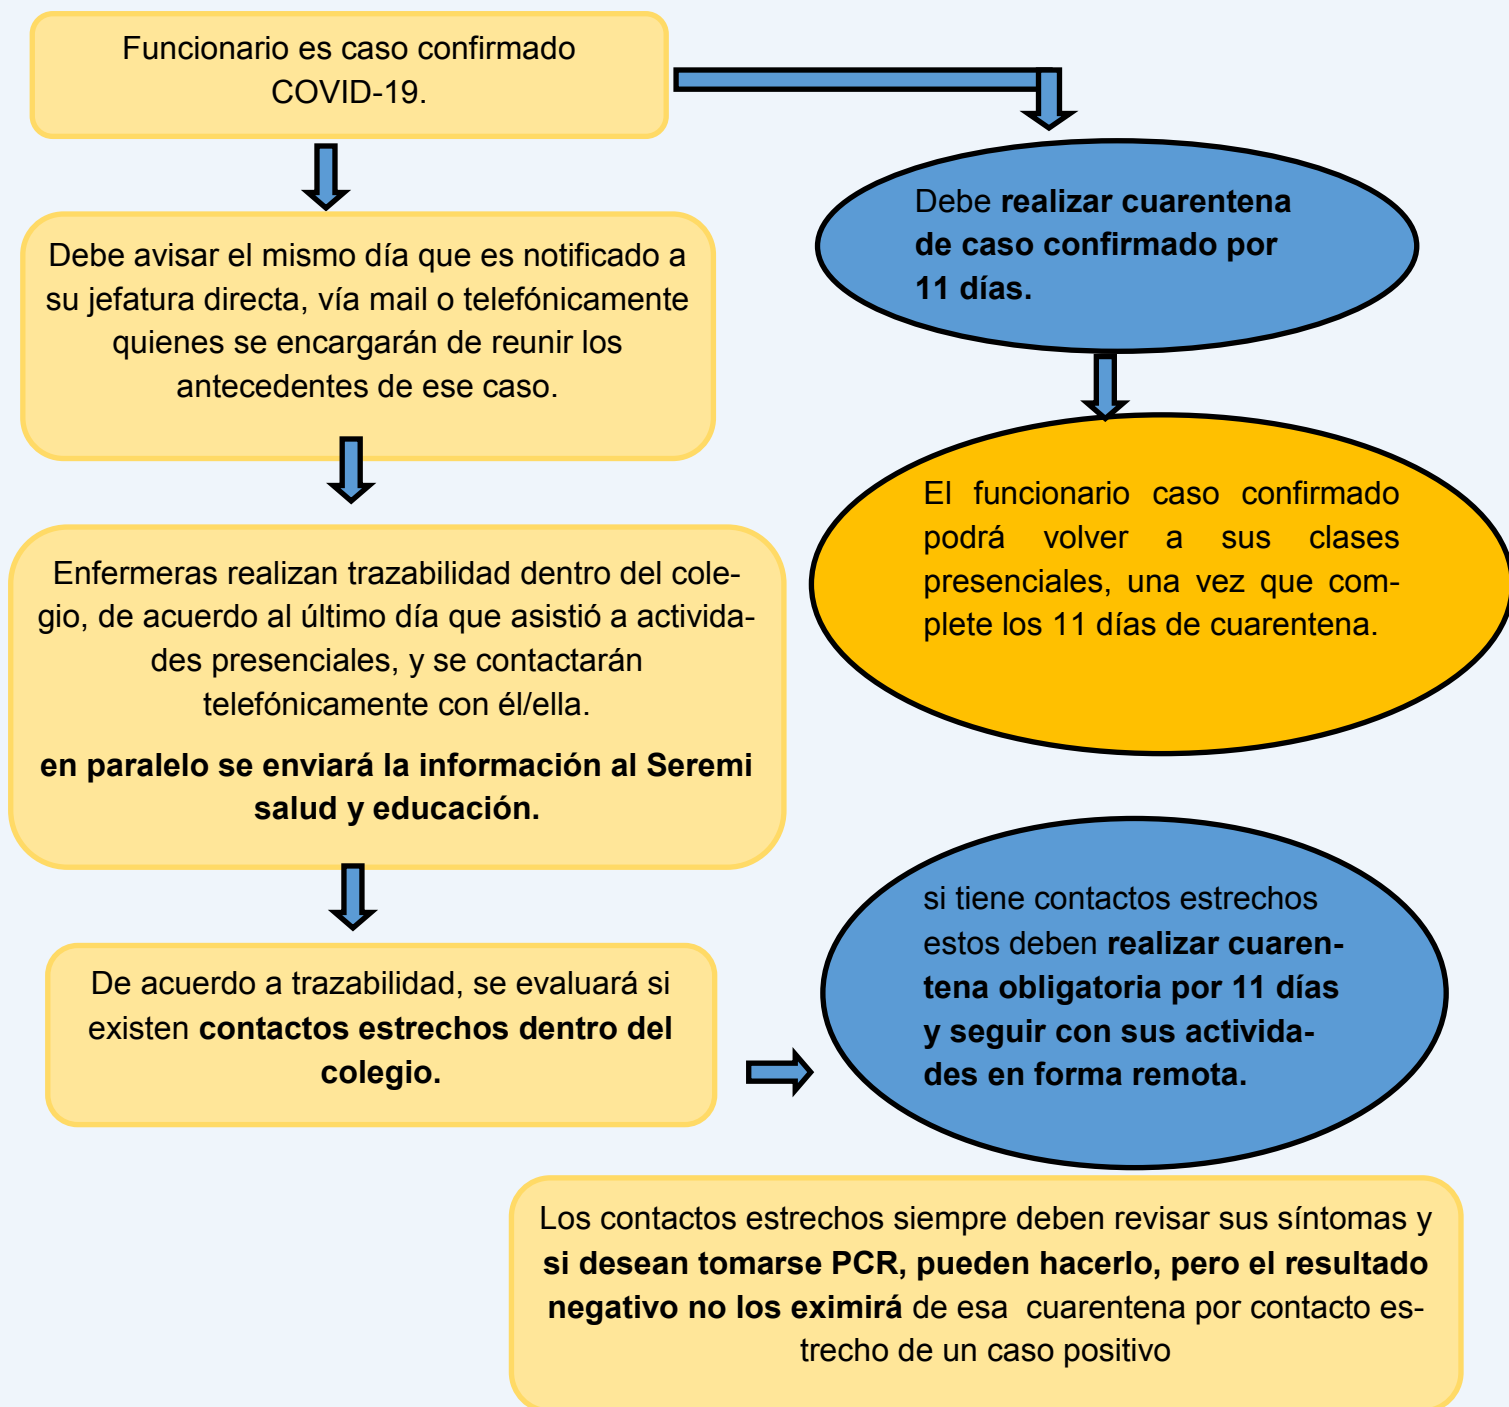 Funcionario es caso confirmado
COVID-19.
Debe avisar el mismo día que es notificado a
su jefatura directa, vía mail o telefónicamente
quienes se encargarán de reunir los
antecedentes de ese caso.
Enfermeras realizan trazabilidad dentro del cole-
gio, de acuerdo al último día que asistió a activida-
des presenciales, y se contactarán
telefónicamente con él/ella.
en paralelo se enviará la información al Seremi
salud y educación.
De acuerdo a trazabilidad, se evaluará si
existen contactos estrechos dentro del
colegio.
Debe realizar cuarentena
de caso confirmado por
11 días.
El funcionario caso confirmado
podrá volver a sus clases
presenciales, una vez que com-
plete los 11 días de cuarentena.
si tiene contactos estrechos
estos deben realizar cuaren-
tena obligatoria por 11 días
y seguir con sus activida-
des en forma remota.
Los contactos estrechos siempre deben revisar sus síntomas y
si desean tomarse PCR, pueden hacerlo, pero el resultado
negativo no los eximirá de esa cuarentena por contacto es-
trecho de un caso positivo